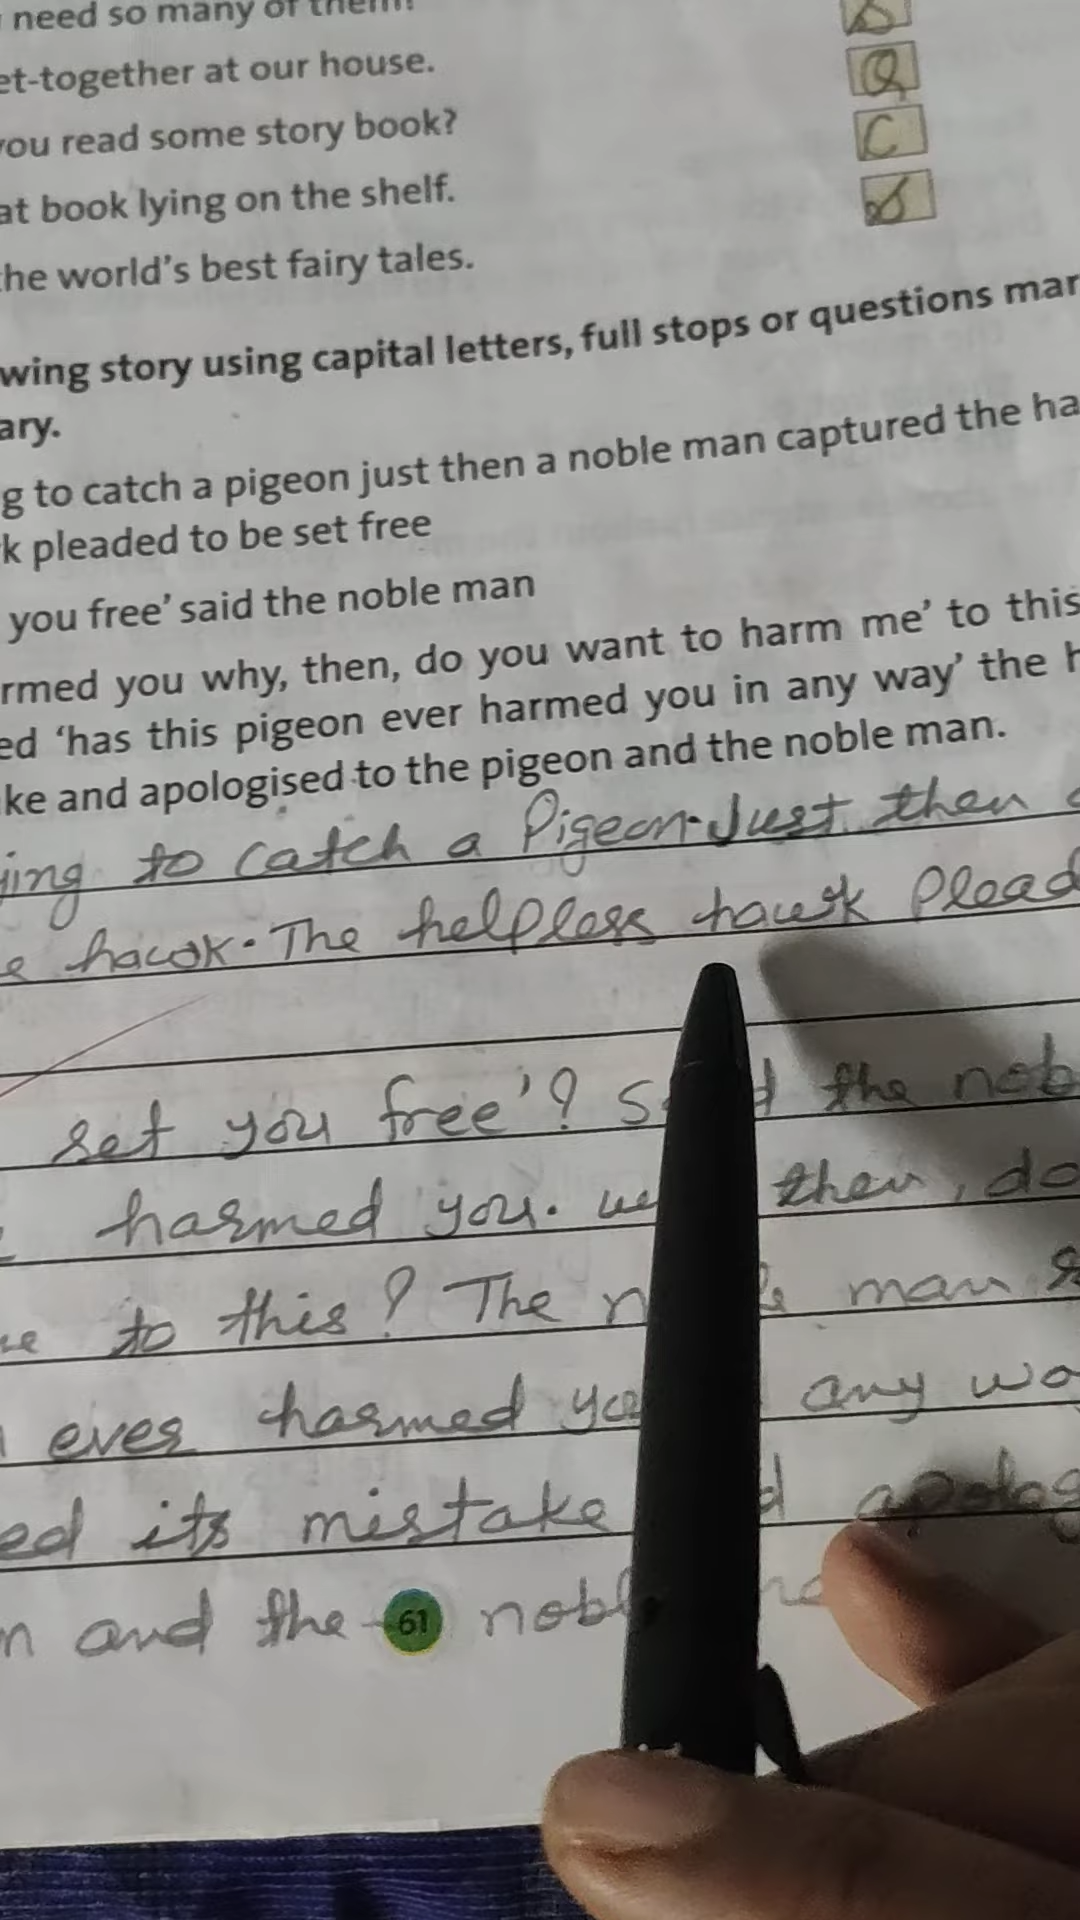 need so many of them!
S
et-together at our house.
Q
you read some story book?
C
at book lying on the shelf.
S
the world's best fairy tales.
wing story using capital letters, full stops or questions mar
ary.
g to catch a pigeon just then a noble man captured the ha
k pleaded to be set free
you free' said the noble man
rmed you why, then, do you want to harm me' to this
ed 'has this pigeon ever harmed you in any way' the h
ke and apologised to the pigeon and the noble man.
ing to catch a Pigeon. Just then
hawk. The helpless hawk Plead
set you free'? the nob
harmed you. then, do
to this? The man
ever harmed any wa
ed its mistake apolog
n and the nobl
61